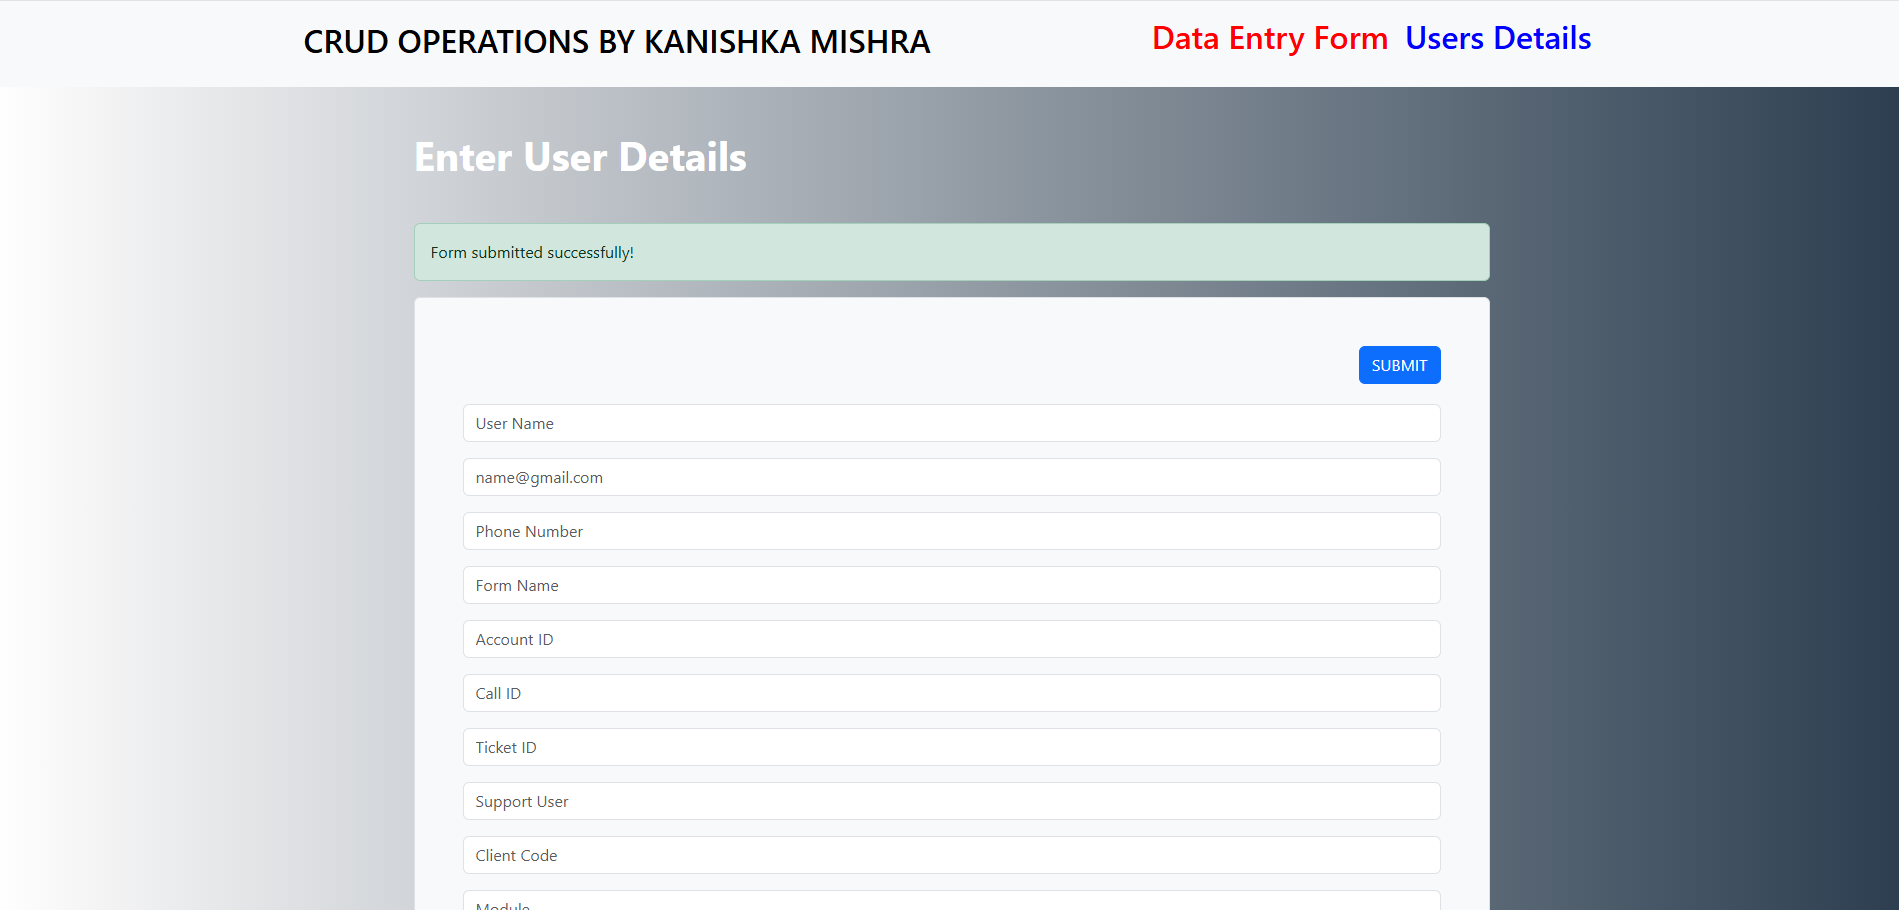 CRUD OPERATIONS BY KANISHKA MISHRA
Data Entry Form Users Details
Enter User Details
Form submitted successfully!
SUBMIT
User Name
name@gmail.com
Phone Number
Form Name
Account ID
Call ID
Ticket ID
Support User
Client Code
Module